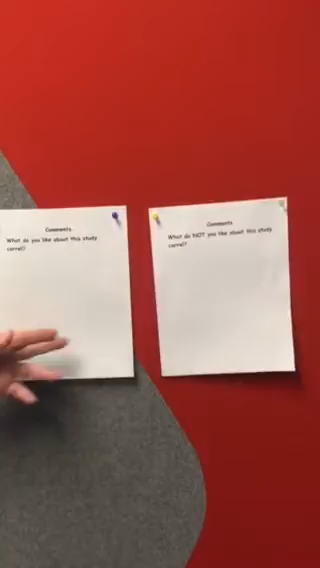 Comments
What do you like about this study
carrel?
Comments
What do NOT you like about this study
carrel?